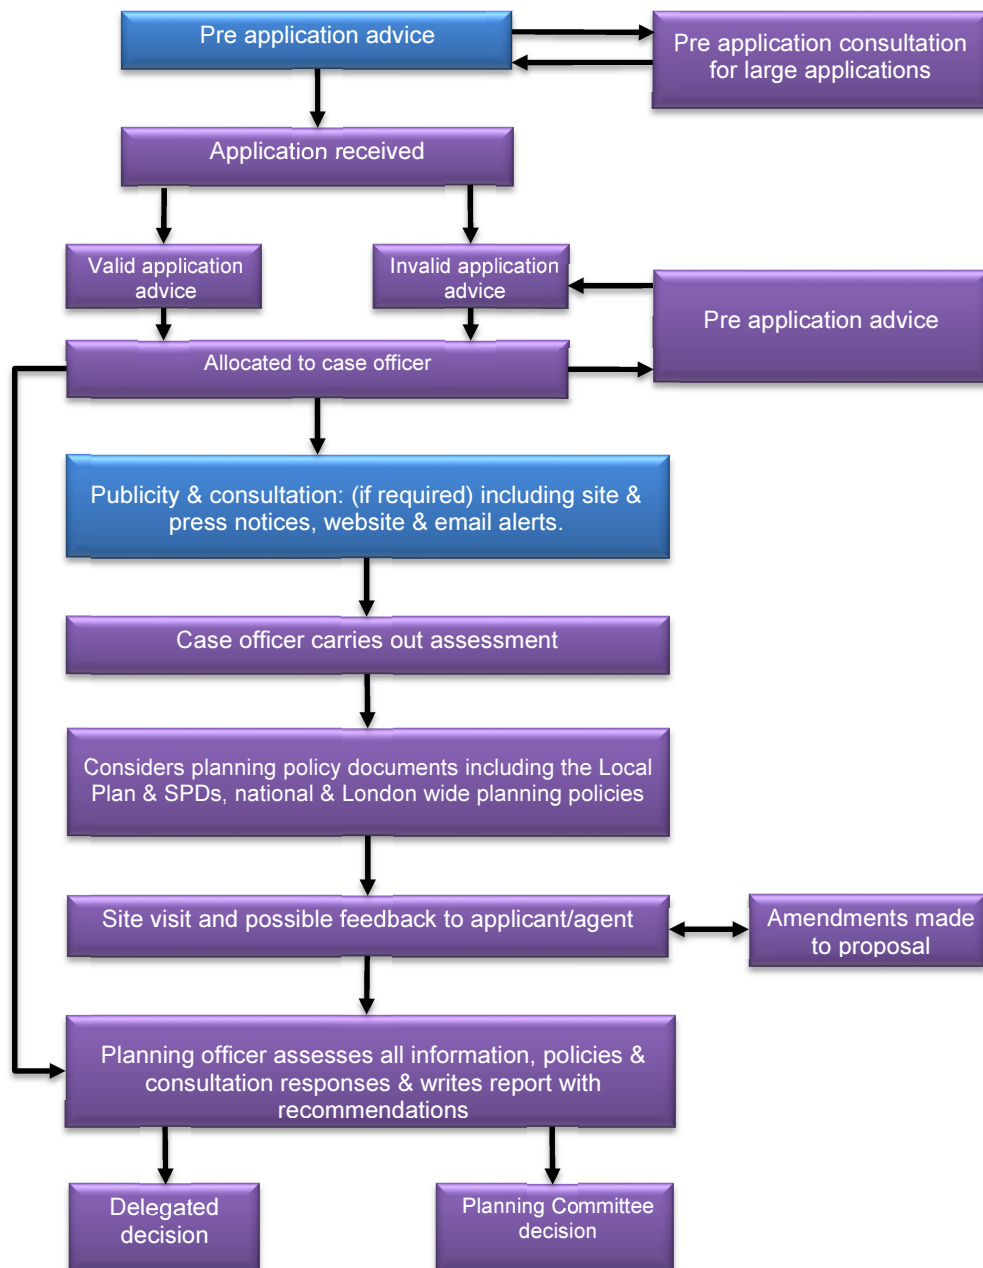 Pre application advice
Pre application consultation
for large applications
Application received
Valid application
advice
Invalid application
advice
Pre application advice
Allocated to case officer
Publicity & consultation: (if required) including site &
press notices, website & email alerts.
Case officer carries out assessment
Considers planning policy documents including the Local
Plan & SPDs, national & London wide planning policies
Site visit and possible feedback to applicant/agent
Amendments made
to proposal
Planning officer assesses all information, policies &
consultation responses & writes report with
recommendations
Delegated
decision
Planning Committee
decision